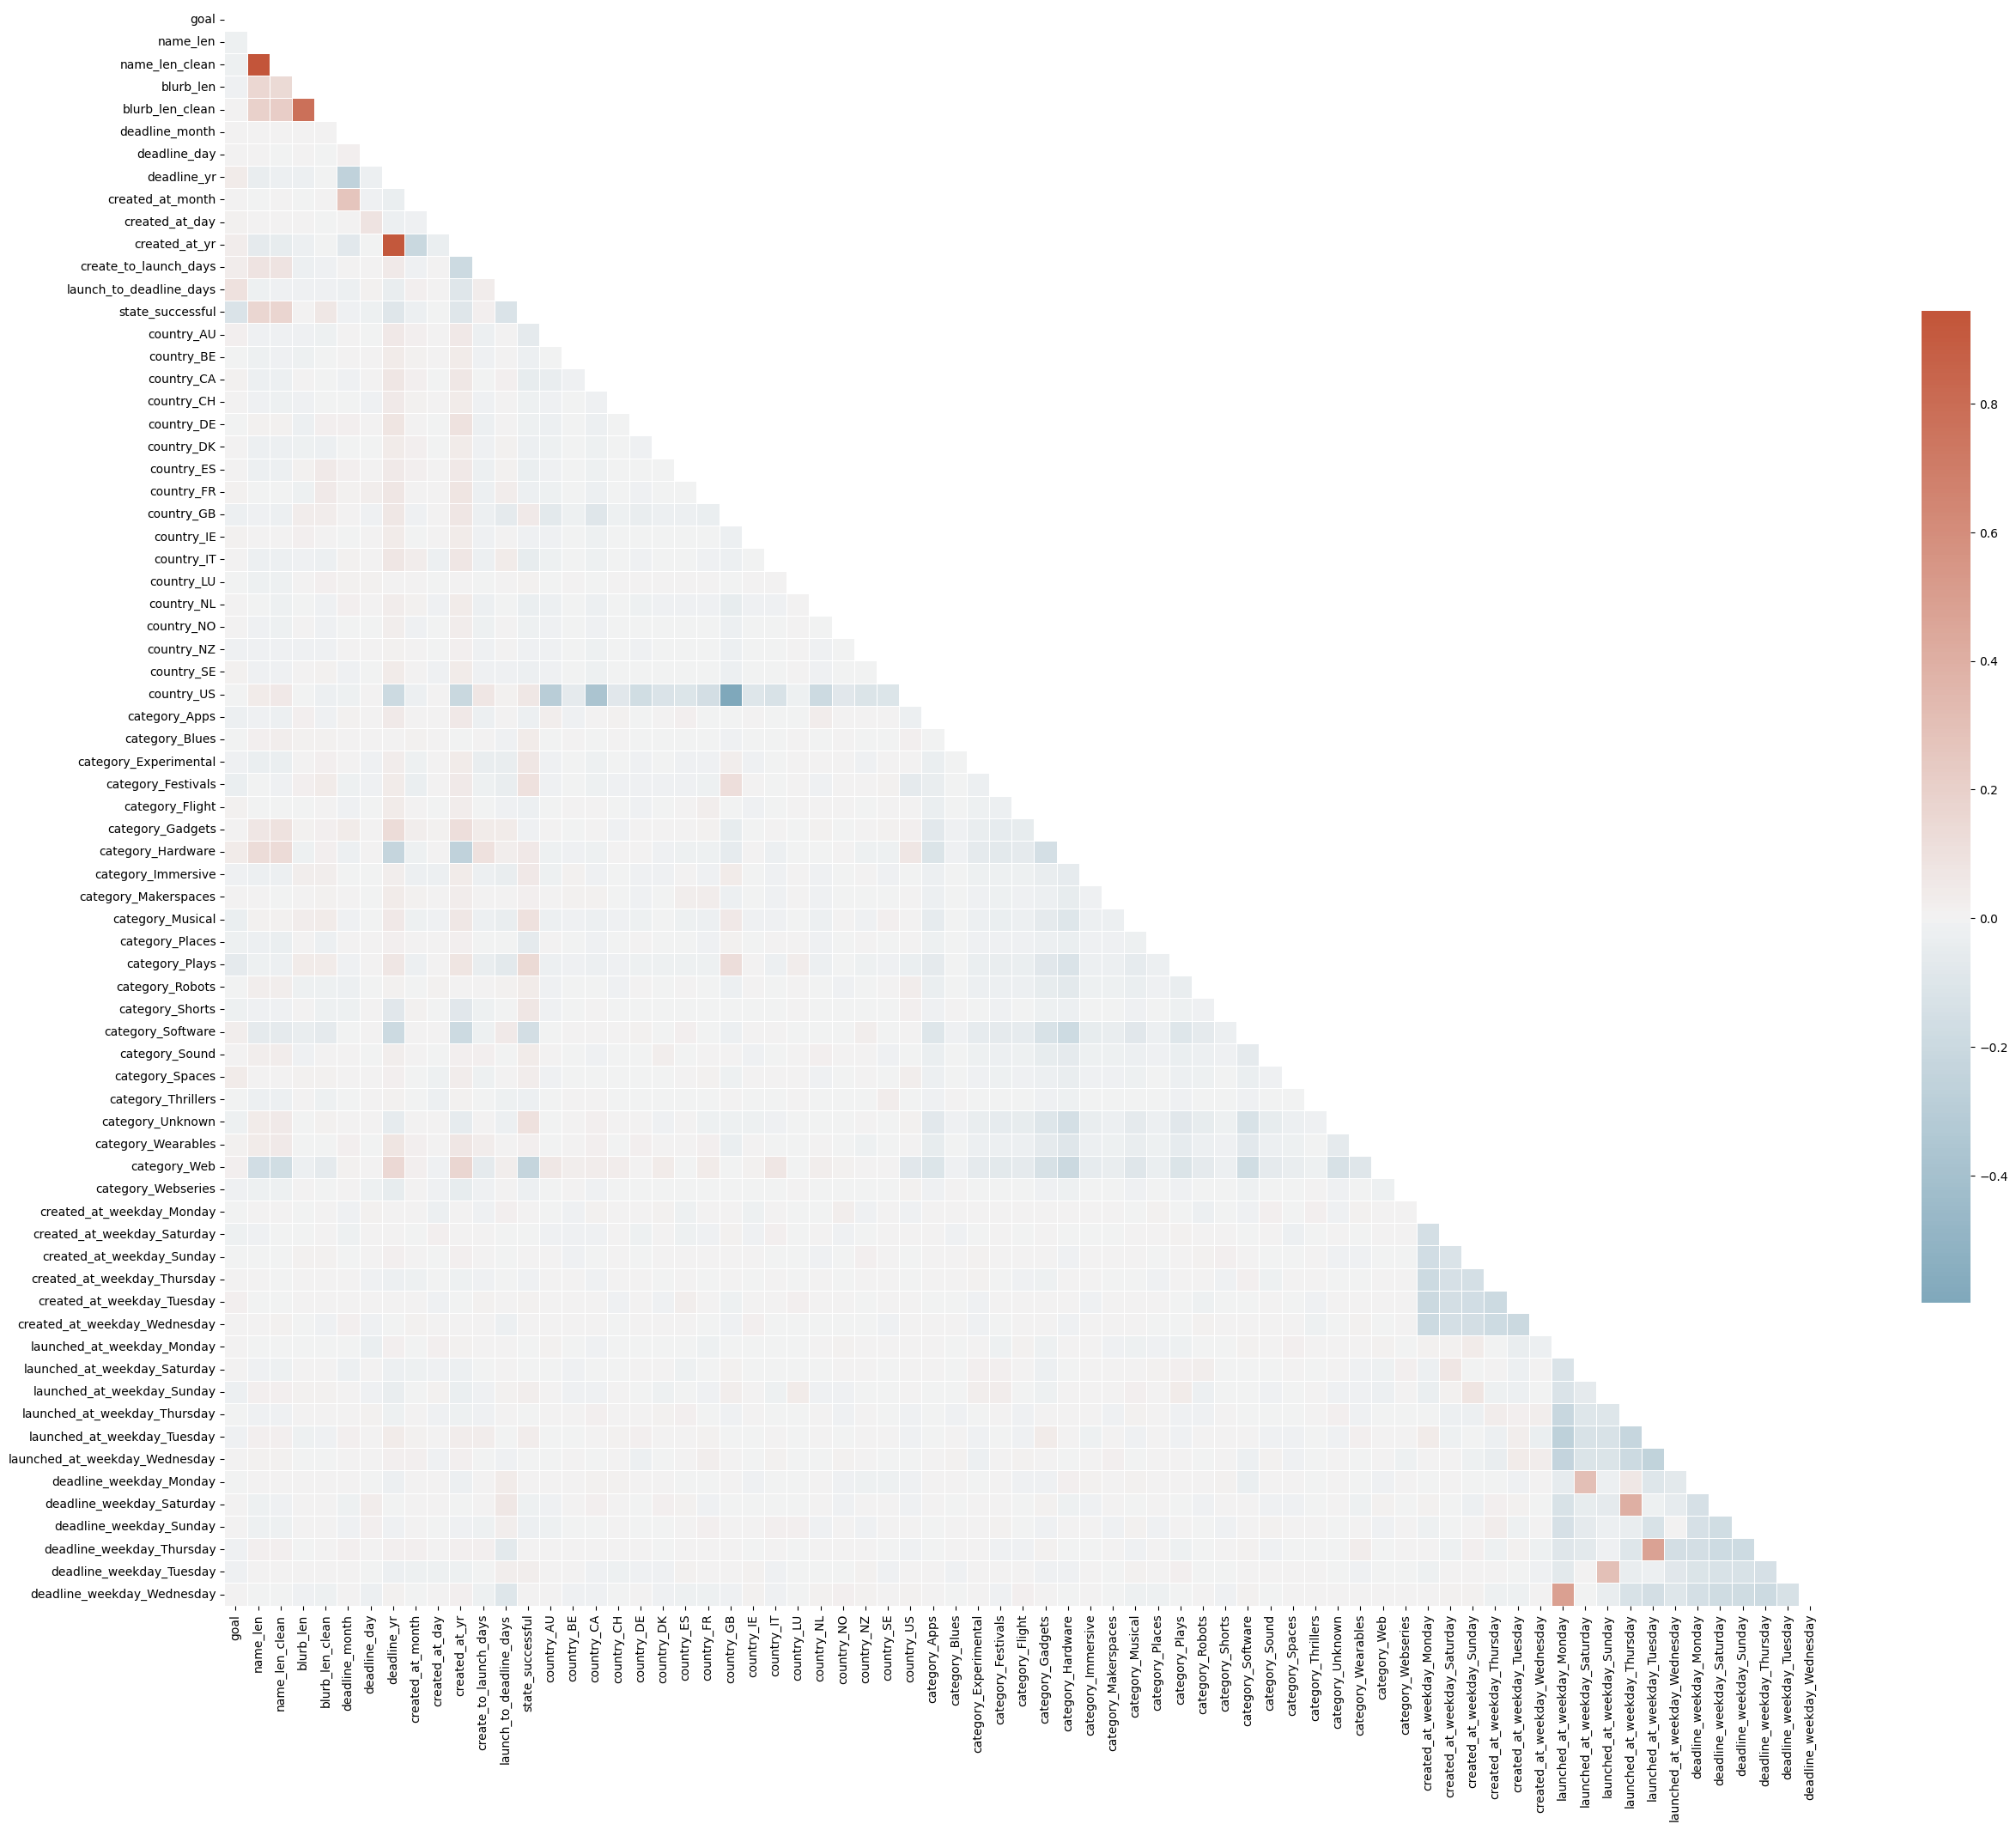 goal
name_len
name_len_clean
blurb_len
blurb_len_clean
deadline_month
deadline_day
deadline_yr
created_at_month
created_at_day
created_at_yr
create_to_launch_days
launch_to_deadline_days
state_successful
country_AU
country_BE
country_CA
country_CH
country_DE
country_DK
country_ES
country_FR
country_GB
country_IE
country_IT
country_LU
country_NL
country_NO
country_NZ
country_SE
country_US
category_Apps
category_Blues
category_Experimental
category_Festivals
category_Flight
category_Gadgets
category_Hardware
category_Immersive
category_Makerspaces
category_Musical
category_Places
category_Plays
category_Robots
category_Shorts
category_Software
category_Sound
category_Spaces
category_Thrillers
category_Unknown
category_Wearables
category_Web
category_Webseries
created_at_weekday_Monday
created_at_weekday_Saturday
created_at_weekday_Sunday
created_at_weekday_Thursday
created_at_weekday_Tuesday
created_at_weekday_Wednesday
launched_at_weekday_Monday
launched_at_weekday_Saturday
launched_at_weekday_Sunday
launched_at_weekday_Thursday
launched_at_weekday_Tuesday
launched_at_weekday_Wednesday
deadline_weekday_Monday
deadline_weekday_Saturday
deadline_weekday_Sunday
deadline_weekday_Thursday
deadline_weekday_Tuesday
deadline_weekday_Wednesday
goal
name_len
name_len_clean
blurb_len
blurb_len_clean
deadline_month
deadline_day
deadline_yr
created_at_month
created_at_day
created_at_yr
create_to_launch_days
launch_to_deadline_days
state_successful
country_AU
country_BE
country_CA
country_CH
country_DE
country_DK
country_ES
country_FR
country_GB
country_IE
country_IT
country_LU
country_NL
country_NO
country_NZ
country_SE
country_US
category_Apps
category_Blues
category_Experimental
category_Festivals
category_Flight
category_Gadgets
category_Hardware
category_Immersive
category_Makerspaces
category_Musical
category_Places
category_Plays
category_Robots
category_Shorts
category_Software
category_Sound
category_Spaces
category_Thrillers
category_Unknown
category_Wearables
category_Web
category_Webseries
created_at_weekday_Monday
created_at_weekday_Saturday
created_at_weekday_Sunday
created_at_weekday_Thursday
created_at_weekday_Tuesday
created_at_weekday_Wednesday
launched_at_weekday_Monday
launched_at_weekday_Saturday
launched_at_weekday_Sunday
launched_at_weekday_Thursday
launched_at_weekday_Tuesday
launched_at_weekday_Wednesday
deadline_weekday_Monday
deadline_weekday_Saturday
deadline_weekday_Sunday
deadline_weekday_Thursday
deadline_weekday_Tuesday
deadline_weekday_Wednesday
0.8
0.6
0.4
0.2
0.0
−0.2
−0.4